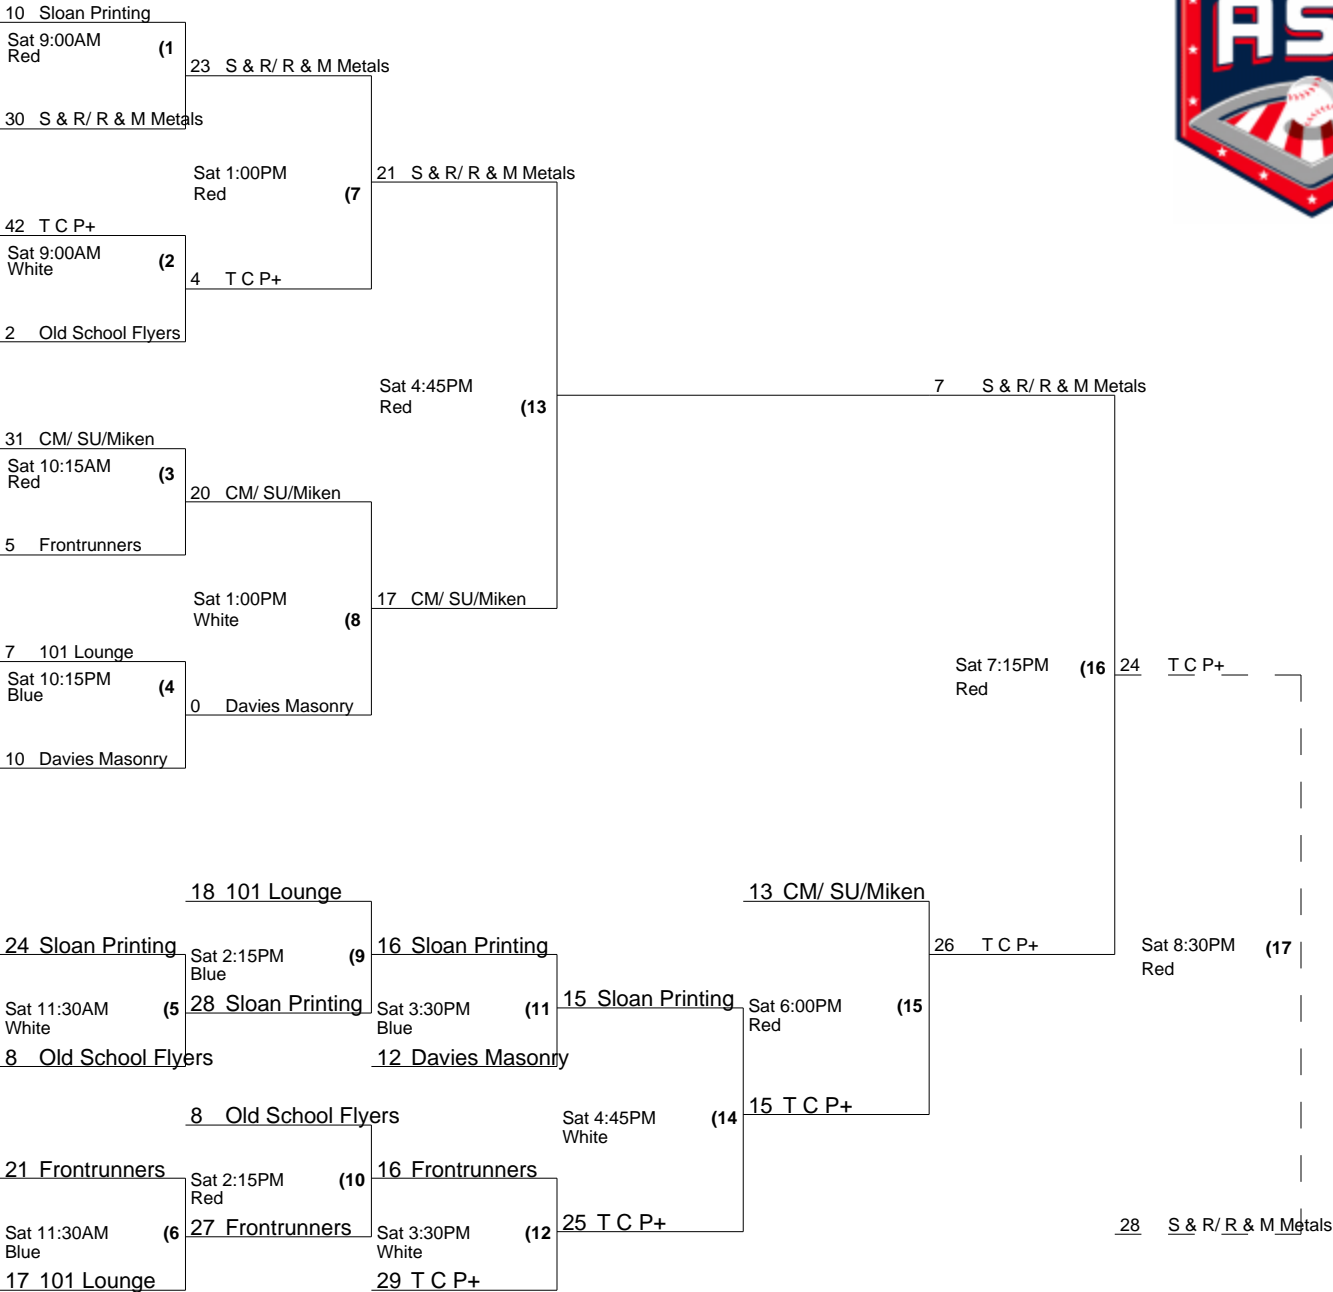 10 Sloan Printing
Sat 9:00AM
Red
(1
23 S & R/ R & M Metals
30 S & R/ R & M Metals
Sat 1:00PM
Red
(7
21 S & R/ R & M Metals
42 T C P+
Sat 9:00AM
White
(2
4 T C P+
2 Old School Flyers
Sat 4:45PM
Red
(13
7 S & R/ R & M Metals
31 CM/ SU/Miken
Sat 10:15AM
Red
(3
20 CM/ SU/Miken
5 Frontrunners
Sat 1:00PM
White
(8
17 CM/ SU/Miken
7 101 Lounge
Sat 10:15PM
Blue
(4
0 Davies Masonry
10 Davies Masonry
Sat 7:15PM
Red
(16
24 T C P+
18 101 Lounge
13 CM/ SU/Miken
24 Sloan Printing
Sat 2:15PM
Blue
(9
16 Sloan Printing
26 T C P+
Sat 8:30PM
Red
(17
Sat 11:30AM
White
(5
28 Sloan Printing
Sat 3:30PM
Blue
(11
15 Sloan Printing
Sat 6:00PM
Red
(15
8 Old School Flyers
12 Davies Masonry
8 Old School Flyers
Sat 4:45PM
White
(14
15 T C P+
21 Frontrunners
Sat 2:15PM
Red
(10
16 Frontrunners
Sat 11:30AM
Blue
(6
27 Frontrunners
Sat 3:30PM
White
(12
25 T C P+
28 S & R/ R & M Metals
17 101 Lounge
29 T C P+